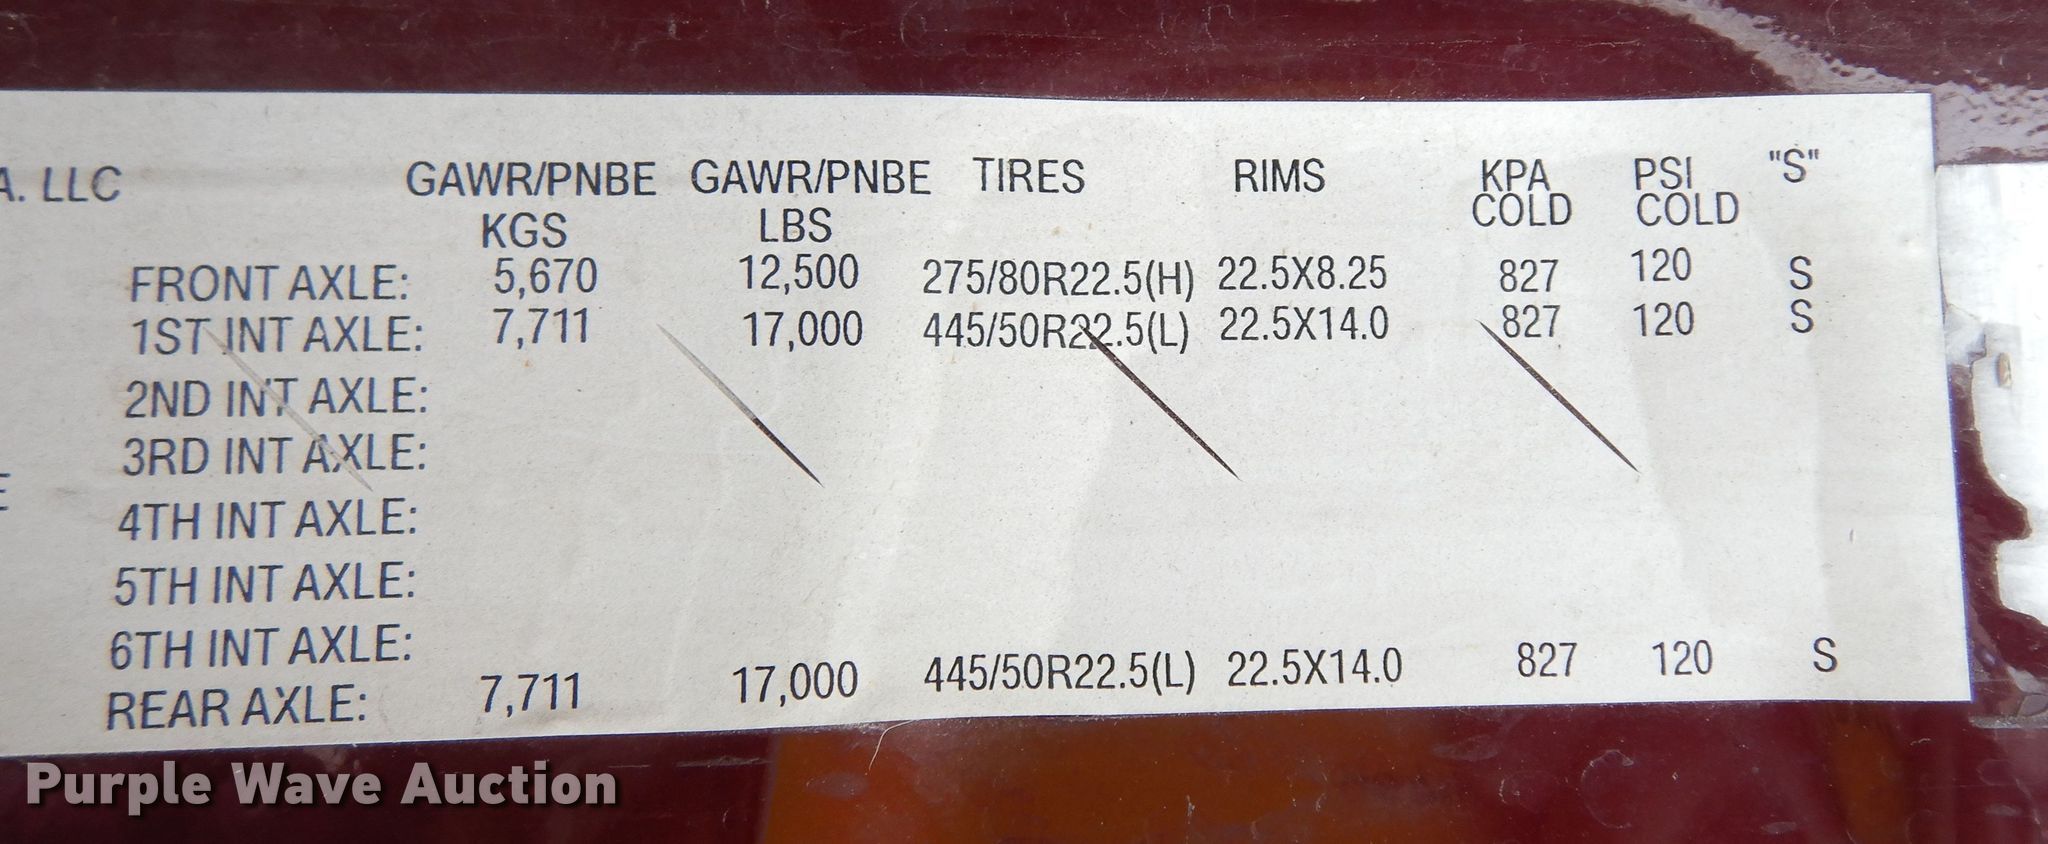 A. LLC GAWR/PNBE GAWR/PNBE TIRES RIMS KPA PSI "S"
KGS LBS COLD COLD
FRONT AXLE: 5,670 12,500 275/80R22.5(H) 22.5X8.25 827 120 S
1ST INT AXLE: 7,711 17,000 445/50R22.5(L) 22.5X14.0 827 120 S
2ND INT AXLE:
3RD INT AXLE:
4TH INT AXLE:
5TH INT AXLE:
6TH INT AXLE:
REAR AXLE: 7,711 17,000 445/50R22.5(L) 22.5X14.0 827 120 S
Purple Wave Auction